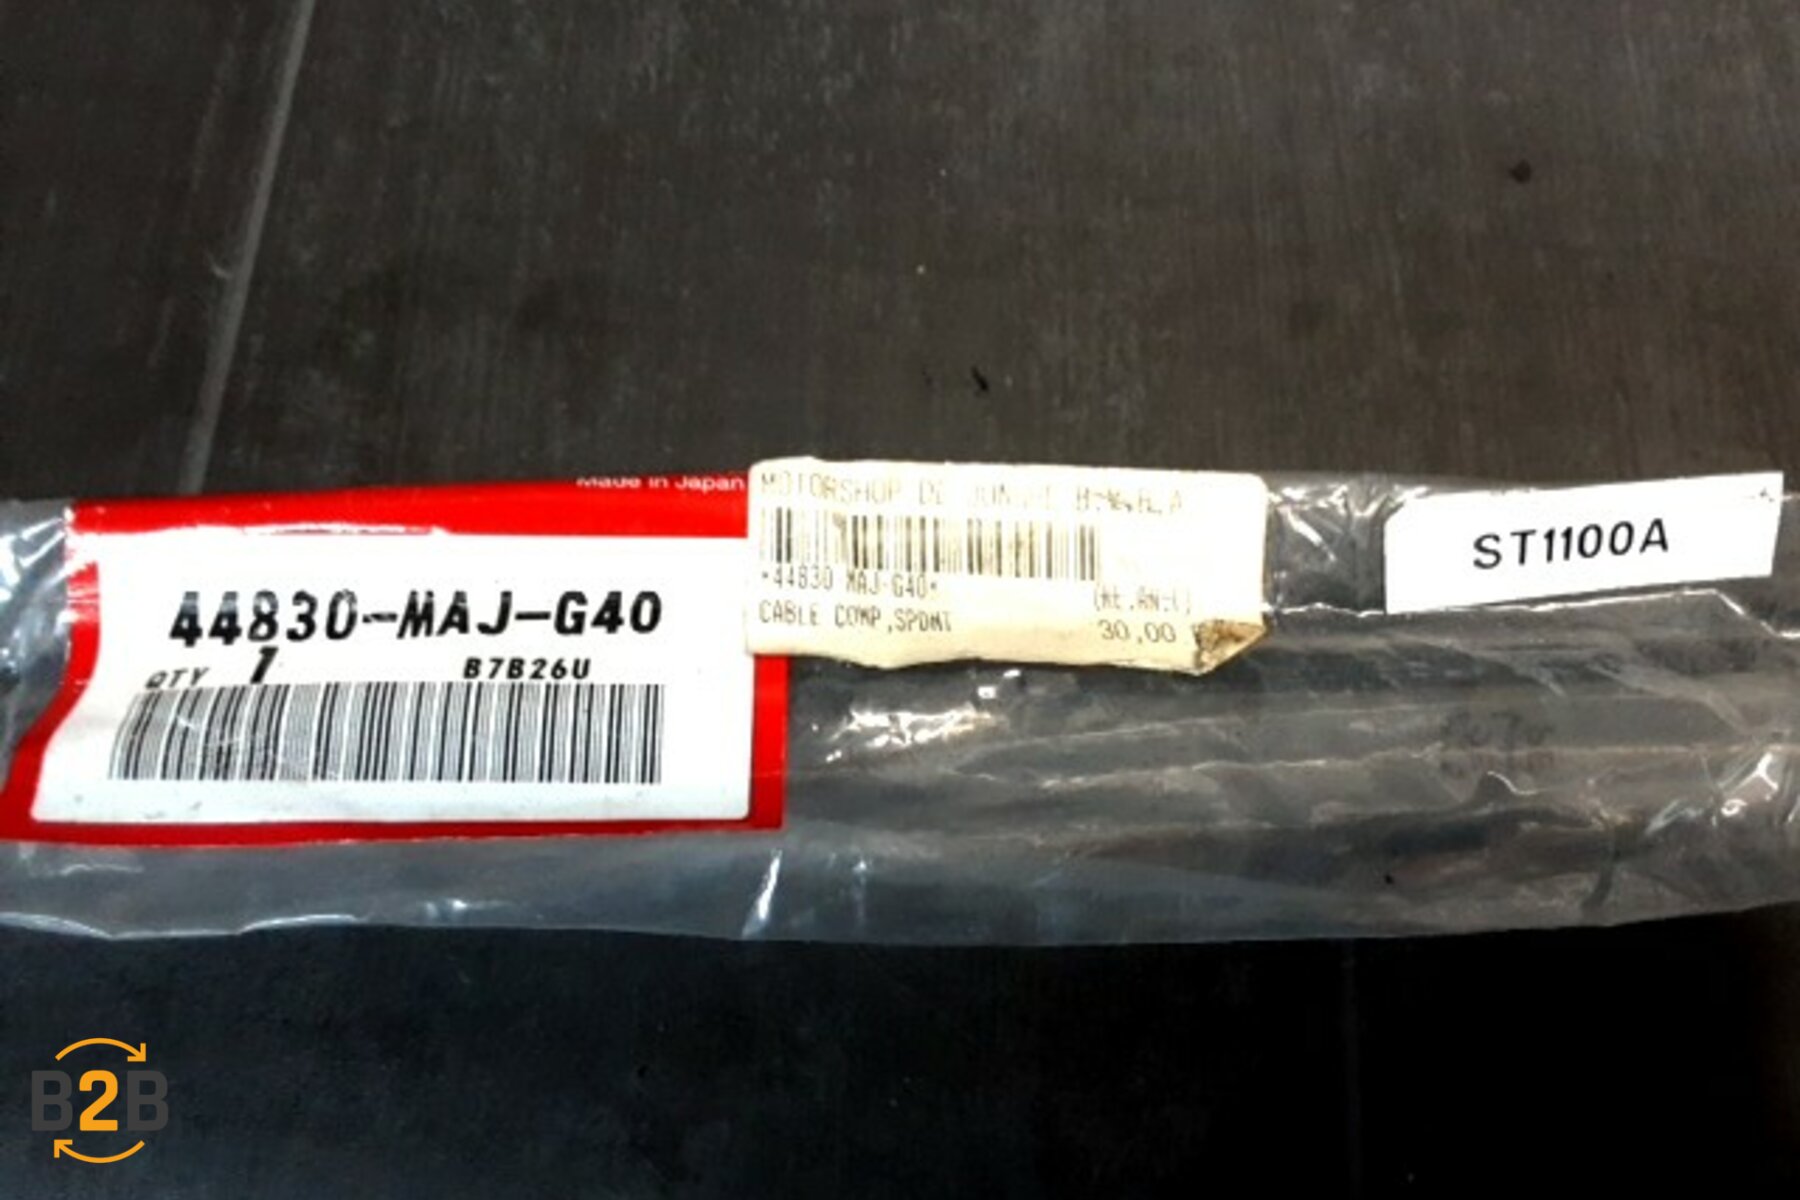 Made in Japan
44830-MAJ-G40
QTY 1 B7B26U
MOTORSHOP DE
*44830 MAJ-G40*
CABLE COMP,SPDMT
30,00
ST1100A
B2B